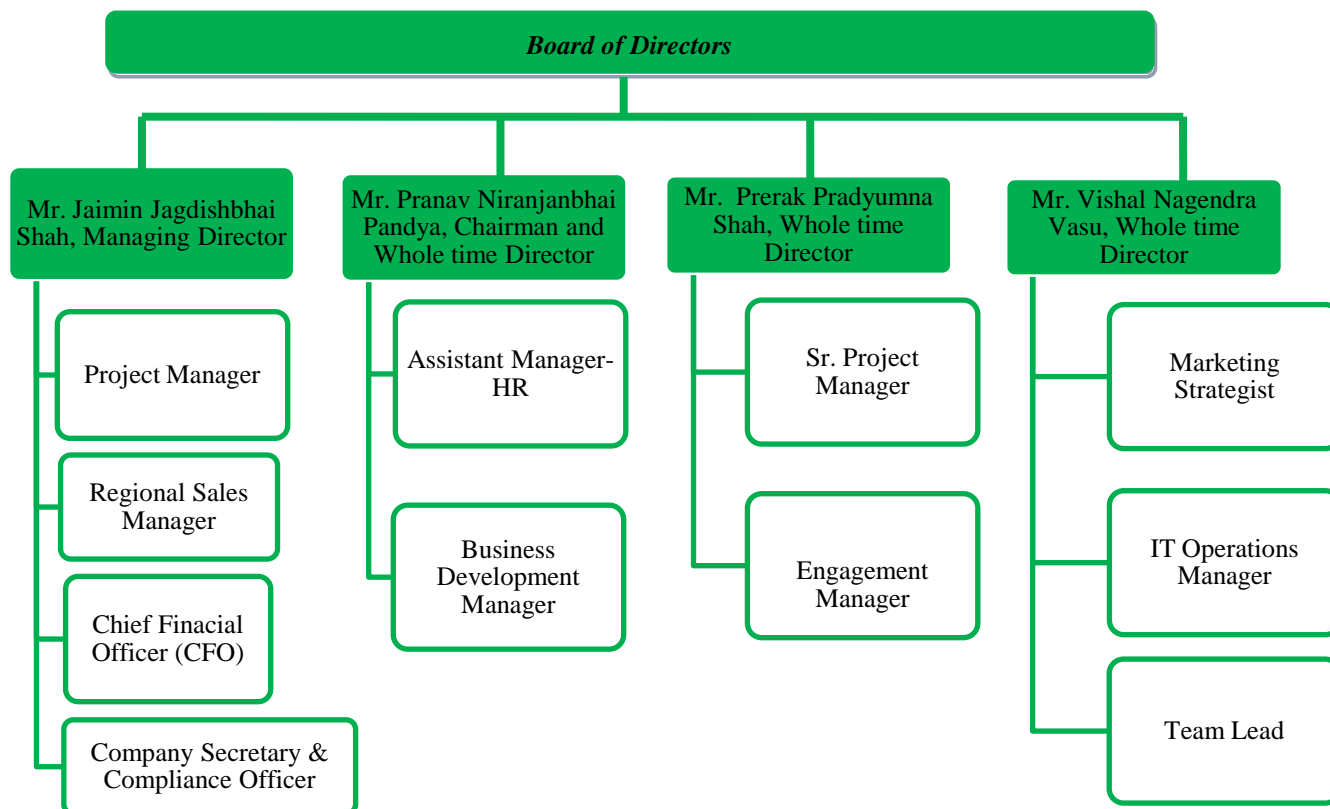 Board of Directors
Mr. Jaimin Jagdishbhai
Shah, Managing Director
Project Manager
Regional Sales
Manager
Chief Finacial
Officer (CFO)
Company Secretary &
Compliance Officer
Mr. Pranav Niranjanbhai
Pandya, Chairman and
Whole time Director
Assistant Manager-
HR
Business
Development
Manager
Mr. Prerak Pradyumna
Shah, Whole time
Director
Sr. Project
Manager
Engagement
Manager
Mr. Vishal Nagendra
Vasu, Whole time
Director
Marketing
Strategist
IT Operations
Manager
Team Lead